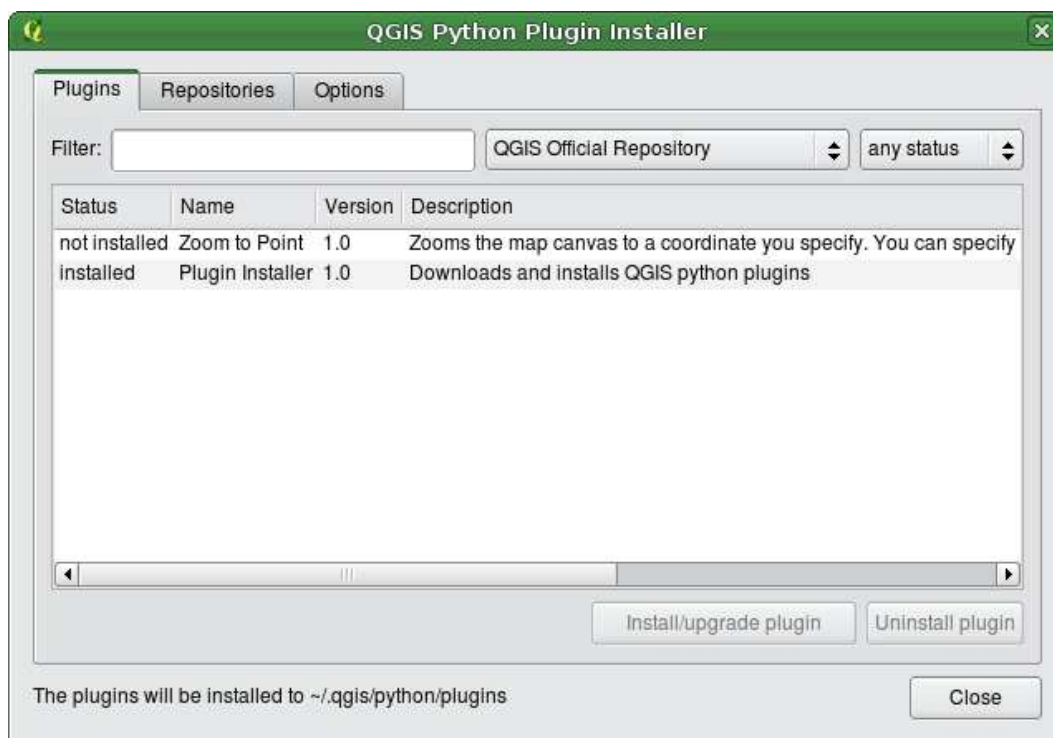 QGIS Python Plugin Installer
Plugins Repositories Options
Filter: QGIS Official Repository any status
Status Name Version Description
not installed Zoom to Point 1.0 Zooms the map canvas to a coordinate you specify. You can specify
installed Plugin Installer 1.0 Downloads and installs QGIS python plugins
Install/upgrade plugin Uninstall plugin
The plugins will be installed to ~/.qgis/python/plugins Close